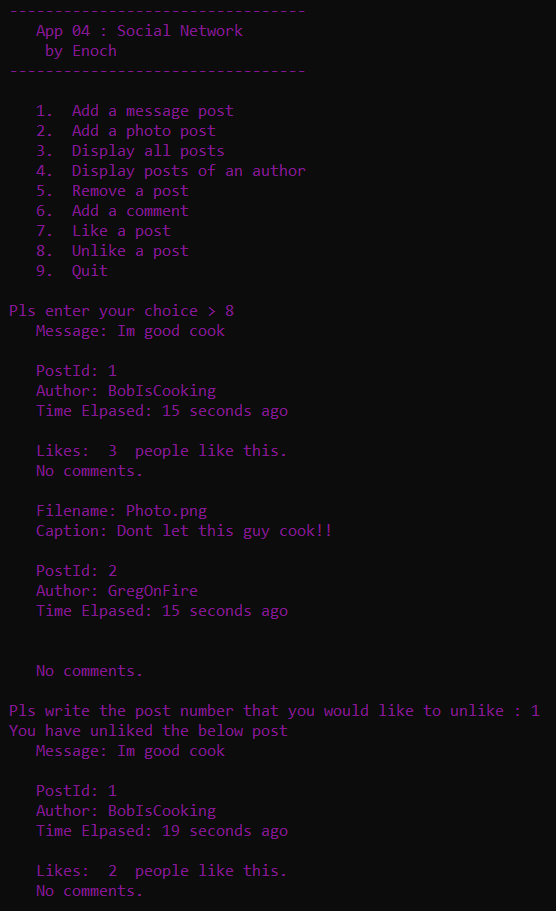 ---------------------------------
App 04 : Social Network
by Enoch
---------------------------------
1. Add a message post
2. Add a photo post
3. Display all posts
4. Display posts of an author
5. Remove a post
6. Add a comment
7. Like a post
8. Unlike a post
9. Quit
Pls enter your choice > 8
Message: Im good cook
PostId: 1
Author: BobIsCooking
Time Elpased: 15 seconds ago
Likes:  3  people like this.
No comments.
Filename: Photo.png
Caption: Dont let this guy cook!!
PostId: 2
Author: GregOnFire
Time Elpased: 15 seconds ago
No comments.
Pls write the post number that you would like to unlike : 1
You have unliked the below post
Message: Im good cook
PostId: 1
Author: BobIsCooking
Time Elpased: 19 seconds ago
Likes:  2  people like this.
No comments.